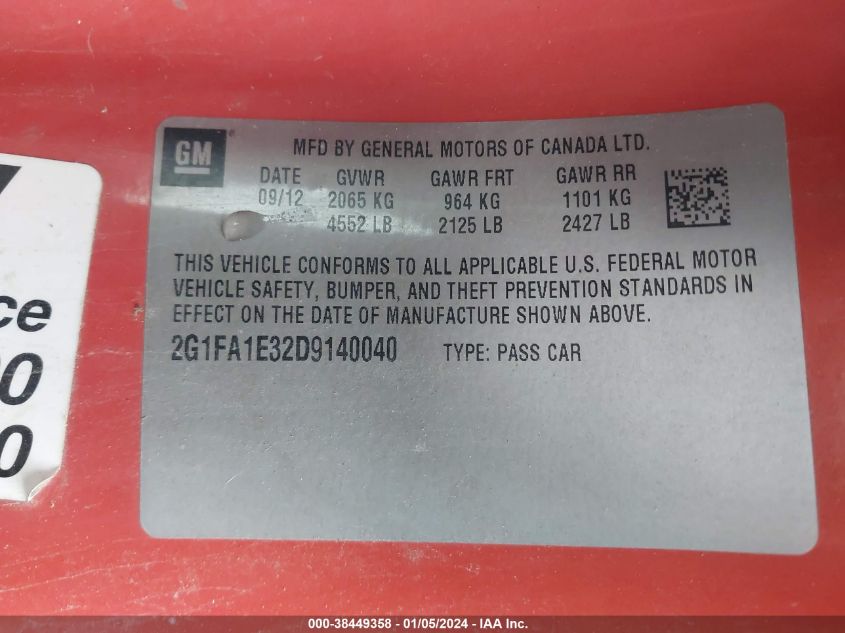 GM
MFD BY GENERAL MOTORS OF CANADA LTD.
DATE GVWR GAWR FRT GAWR RR
09/12 2065 KG 964 KG 1101 KG
4552 LB 2125 LB 2427 LB
THIS VEHICLE CONFORMS TO ALL APPLICABLE U.S. FEDERAL MOTOR
VEHICLE SAFETY, BUMPER, AND THEFT PREVENTION STANDARDS IN
EFFECT ON THE DATE OF MANUFACTURE SHOWN ABOVE.
2G1FA1E32D9140040 TYPE: PASS CAR
ce
00
0
000-38449358 - 01/05/2024 - IAA Inc.